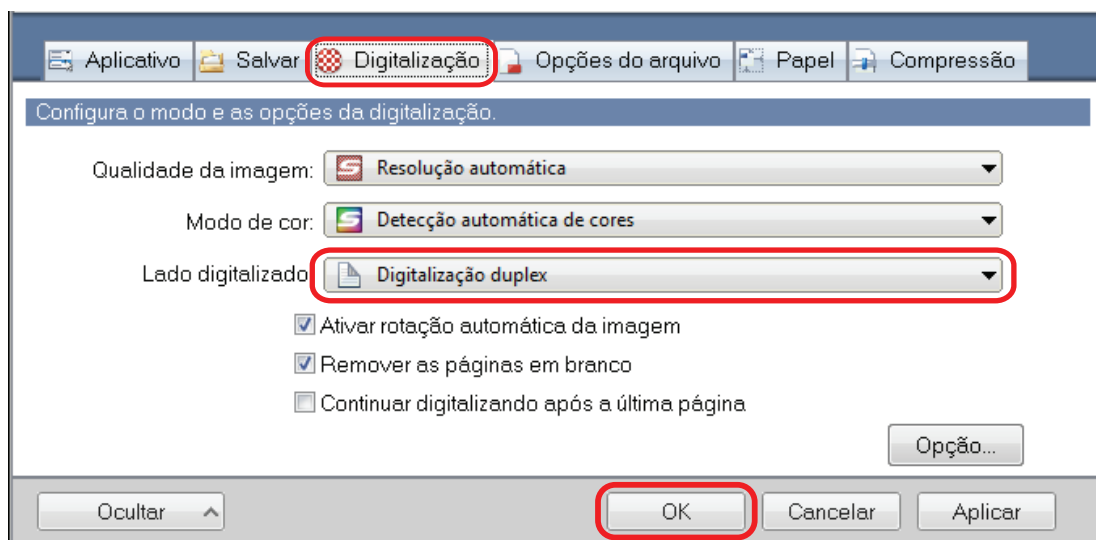 Aplicativo Salvar Digitalização Opções do arquivo Papel Compressão
Configura o modo e as opções da digitalização.
Qualidade da imagem: Resolução automática
Modo de cor: Detecção automática de cores
Lado digitalizado Digitalização duplex
Ativar rotação automática da imagem
Remover as páginas em branco
Continuar digitalizando após a última página
Opção...
Ocultar OK Cancelar Aplicar